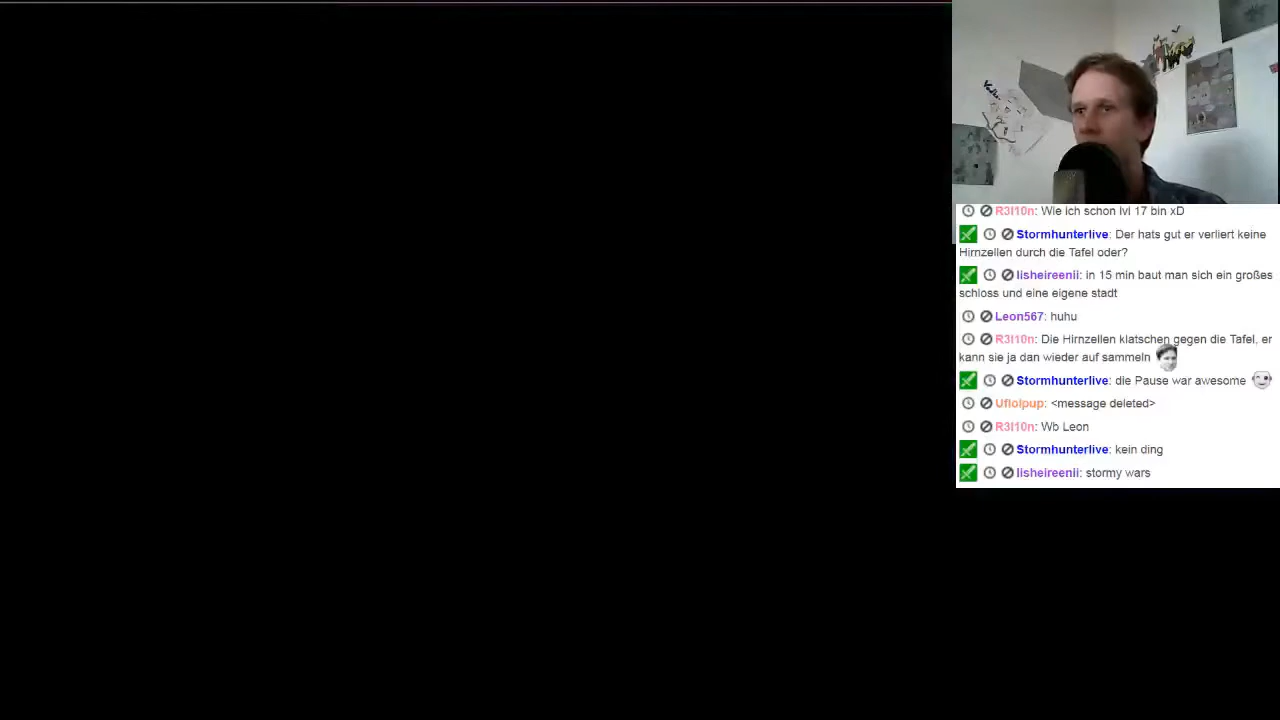 R3l10n: Wie ich schon lvl 17 bin xD
Stormhunterlive: Der hats gut er verliert keine
Hirnzellen durch die Tafel oder?
lisheireenii: in 15 min baut man sich ein großes
schloss und eine eigene stadt
Leon567: huhu
R3l10n: Die Hirnzellen klatschen gegen die Tafel, er
kann sie ja dan wieder auf sammeln
Stormhunterlive: die Pause war awesome
Uflolpup: <message deleted>
R3l10n: Wb Leon
Stormhunterlive: kein ding
lisheireenii: stormy wars